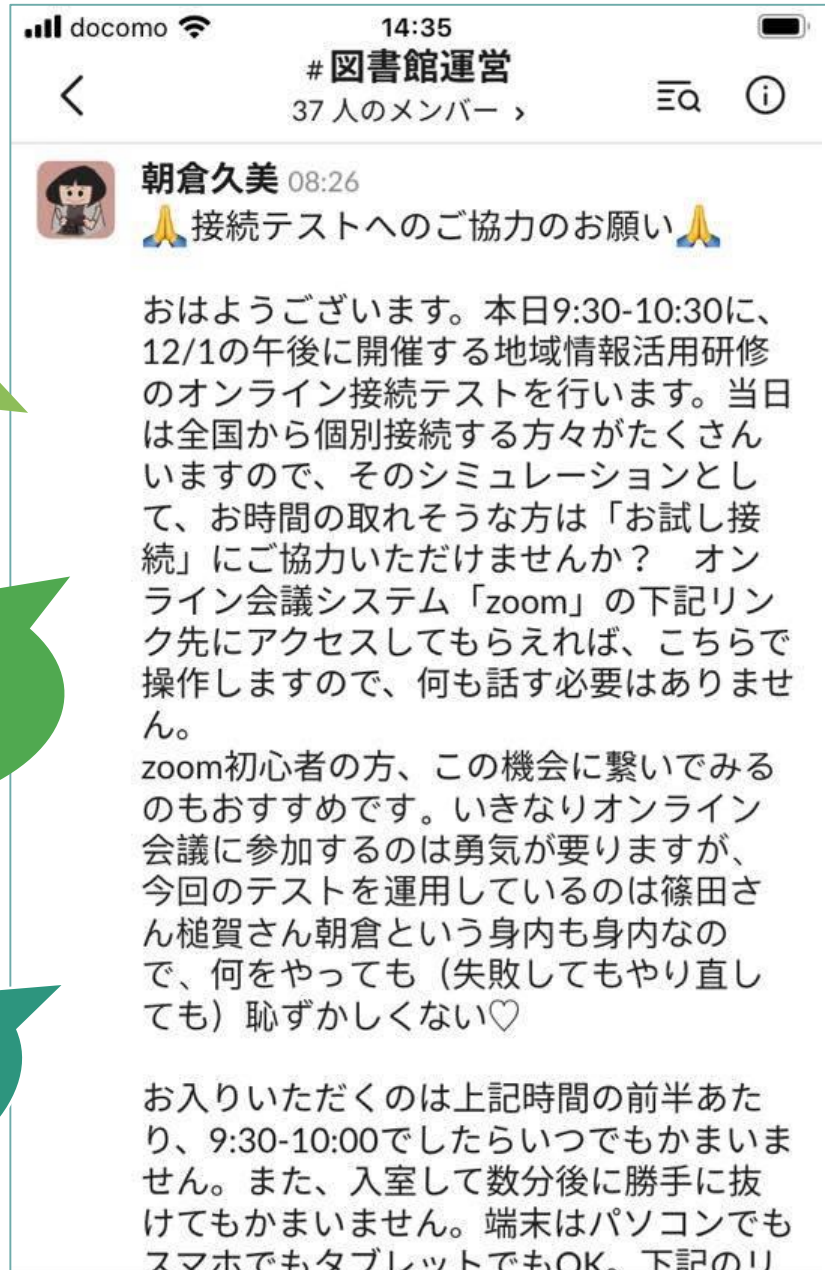 docomo
14:35
#図書館運営
37 人のメンバー ›
朝倉久美 08:26
🙏接続テストへのご協力のお願い🙏
おはようございます。本日9:30-10:30に、
12/1の午後に開催する地域情報活用研修
のオンライン接続テストを行います。当日
は全国から個別接続する方々がたくさん
いますので、そのシミュレーションとし
て、お時間の取れそうな方は「お試し接
続」にご協力いただけませんか？　オン
ライン会議システム「zoom」の下記リン
ク先にアクセスしてもらえれば、こちらで
操作しますので、何も話す必要はありませ
ん。
zoom初心者の方、この機会に繋いでみる
のもおすすめです。いきなりオンライン
会議に参加するのは勇気が要りますが、
今回のテストを運用しているのは篠田さ
ん槌賀さん朝倉という身内も身内なの
で、何をやっても（失敗してもやり直し
ても）恥ずかしくない♡
お入りいただくのは上記時間の前半あた
り、9:30-10:00でしたらいつでもかまいま
せん。また、入室して数分後に勝手に抜
けてもかまいません。端末はパソコンでも
スマホでもタブレットでもOK。下記のリ